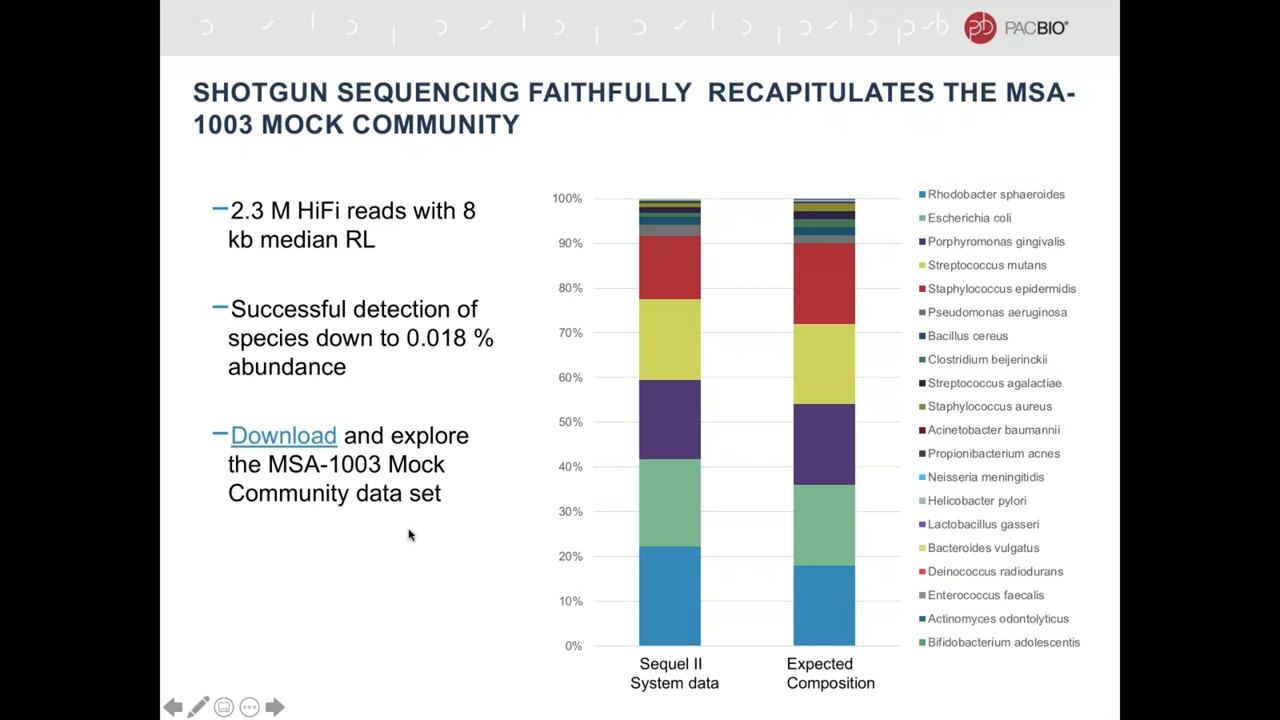 PACBIO®
SHOTGUN SEQUENCING FAITHFULLY RECAPITULATES THE MSA-
1003 MOCK COMMUNITY
–2.3 M HiFi reads with 8
kb median RL
–Successful detection of
species down to 0.018 %
abundance
–Download and explore
the MSA-1003 Mock
Community data set
100%
90%
80%
70%
60%
50%
40%
30%
20%
10%
0%
Sequel II
System data
Expected
Composition
Rhodobacter sphaeroides
Escherichia coli
Porphyromonas gingivalis
Streptococcus mutans
Staphylococcus epidermidis
Pseudomonas aeruginosa
Bacillus cereus
Clostridium beijerinckii
Streptococcus agalactiae
Staphylococcus aureus
Acinetobacter baumannii
Propionibacterium acnes
Neisseria meningitidis
Helicobacter pylori
Lactobacillus gasseri
Bacteroides vulgatus
Deinococcus radiodurans
Enterococcus faecalis
Actinomyces odontolyticus
Bifidobacterium adolescentis